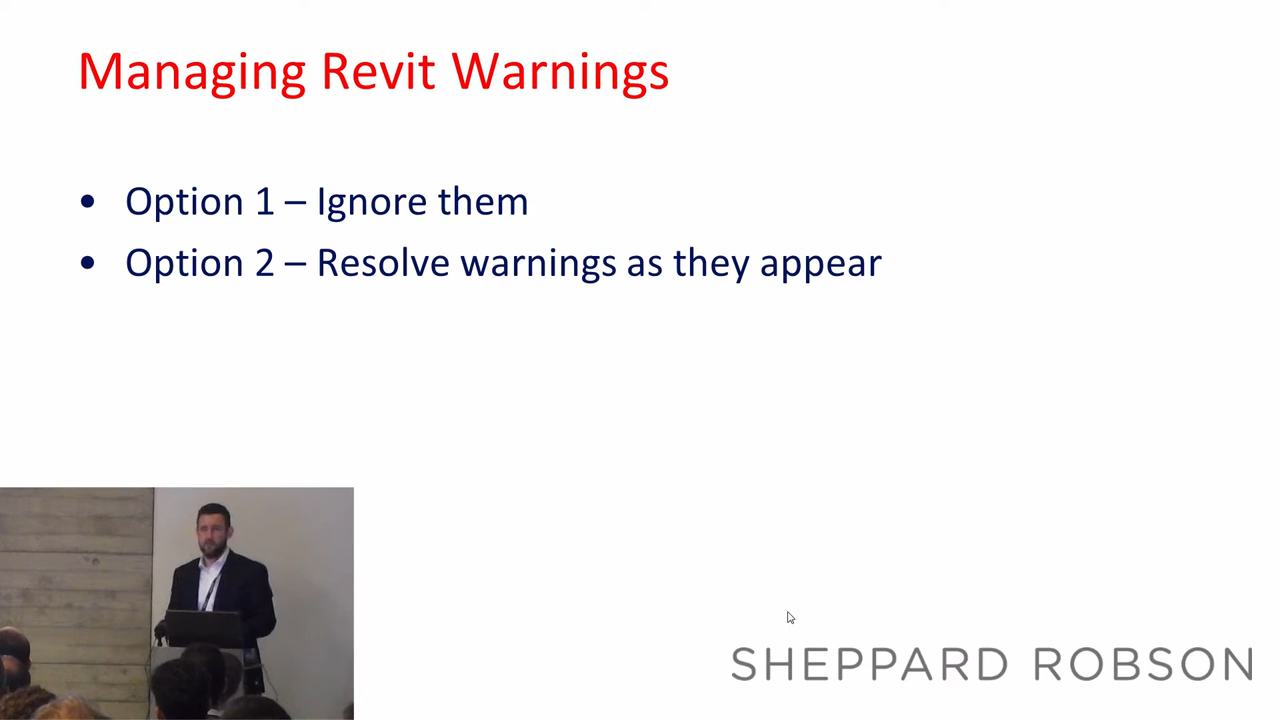 Managing Revit Warnings
• Option 1 – Ignore them
• Option 2 – Resolve warnings as they appear
SHEPPARD ROBSON